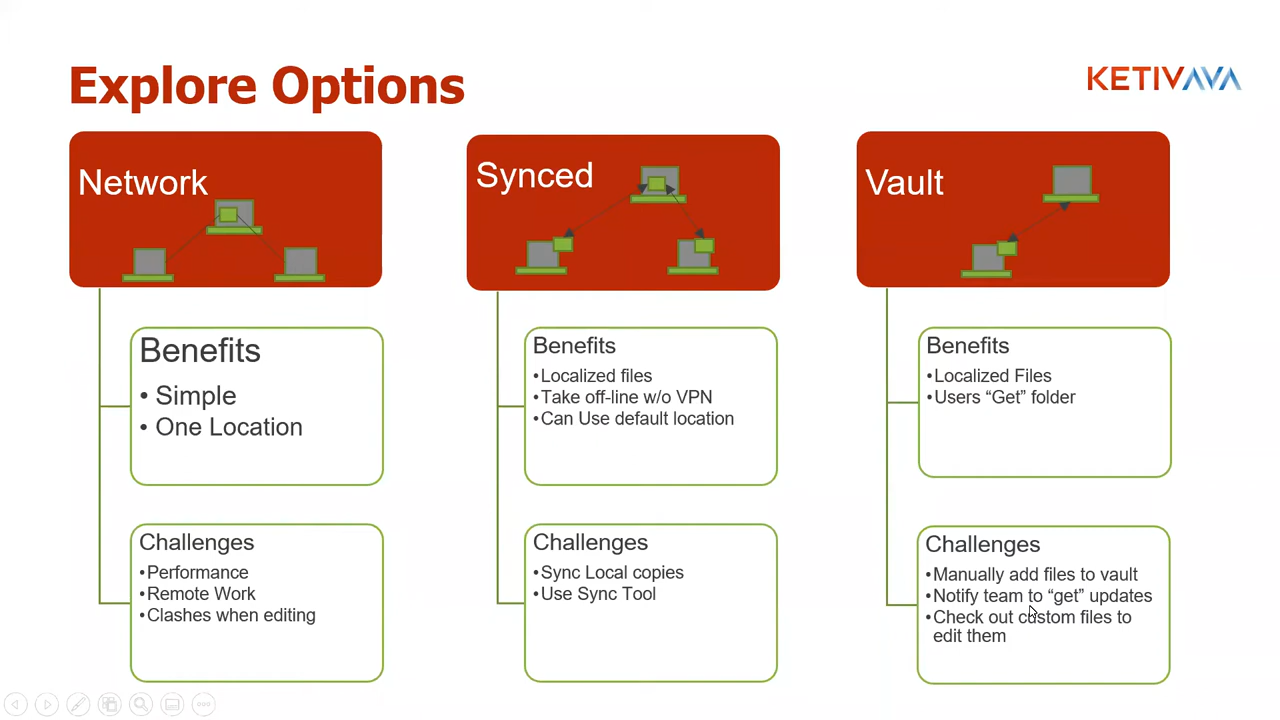 Explore Options
KETIVAVA
Network
Benefits
• Simple
• One Location
Challenges
•Performance
•Remote Work
•Clashes when editing
Synced
Benefits
•Localized files
•Take off-line w/o VPN
•Can Use default location
Challenges
•Sync Local copies
•Use Sync Tool
Vault
Benefits
•Localized Files
•Users “Get” folder
Challenges
•Manually add files to vault
•Notify team to “get” updates
•Check out custom files to
edit them